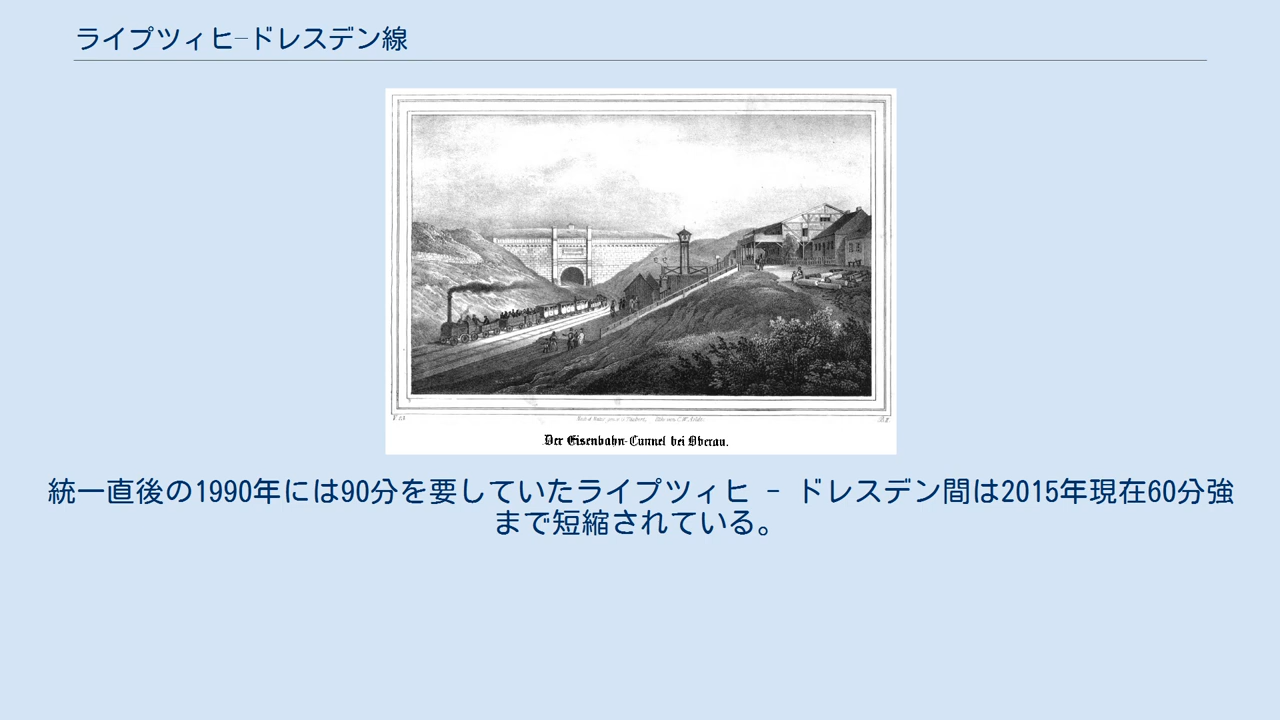 ライプツィヒ–ドレスデン線
Der Eisenbahn-Tunnel bei Oberau.
統一直後の1990年には90分を要していたライプツィヒ - ドレスデン間は2015年現在60分強
まで短縮されている。